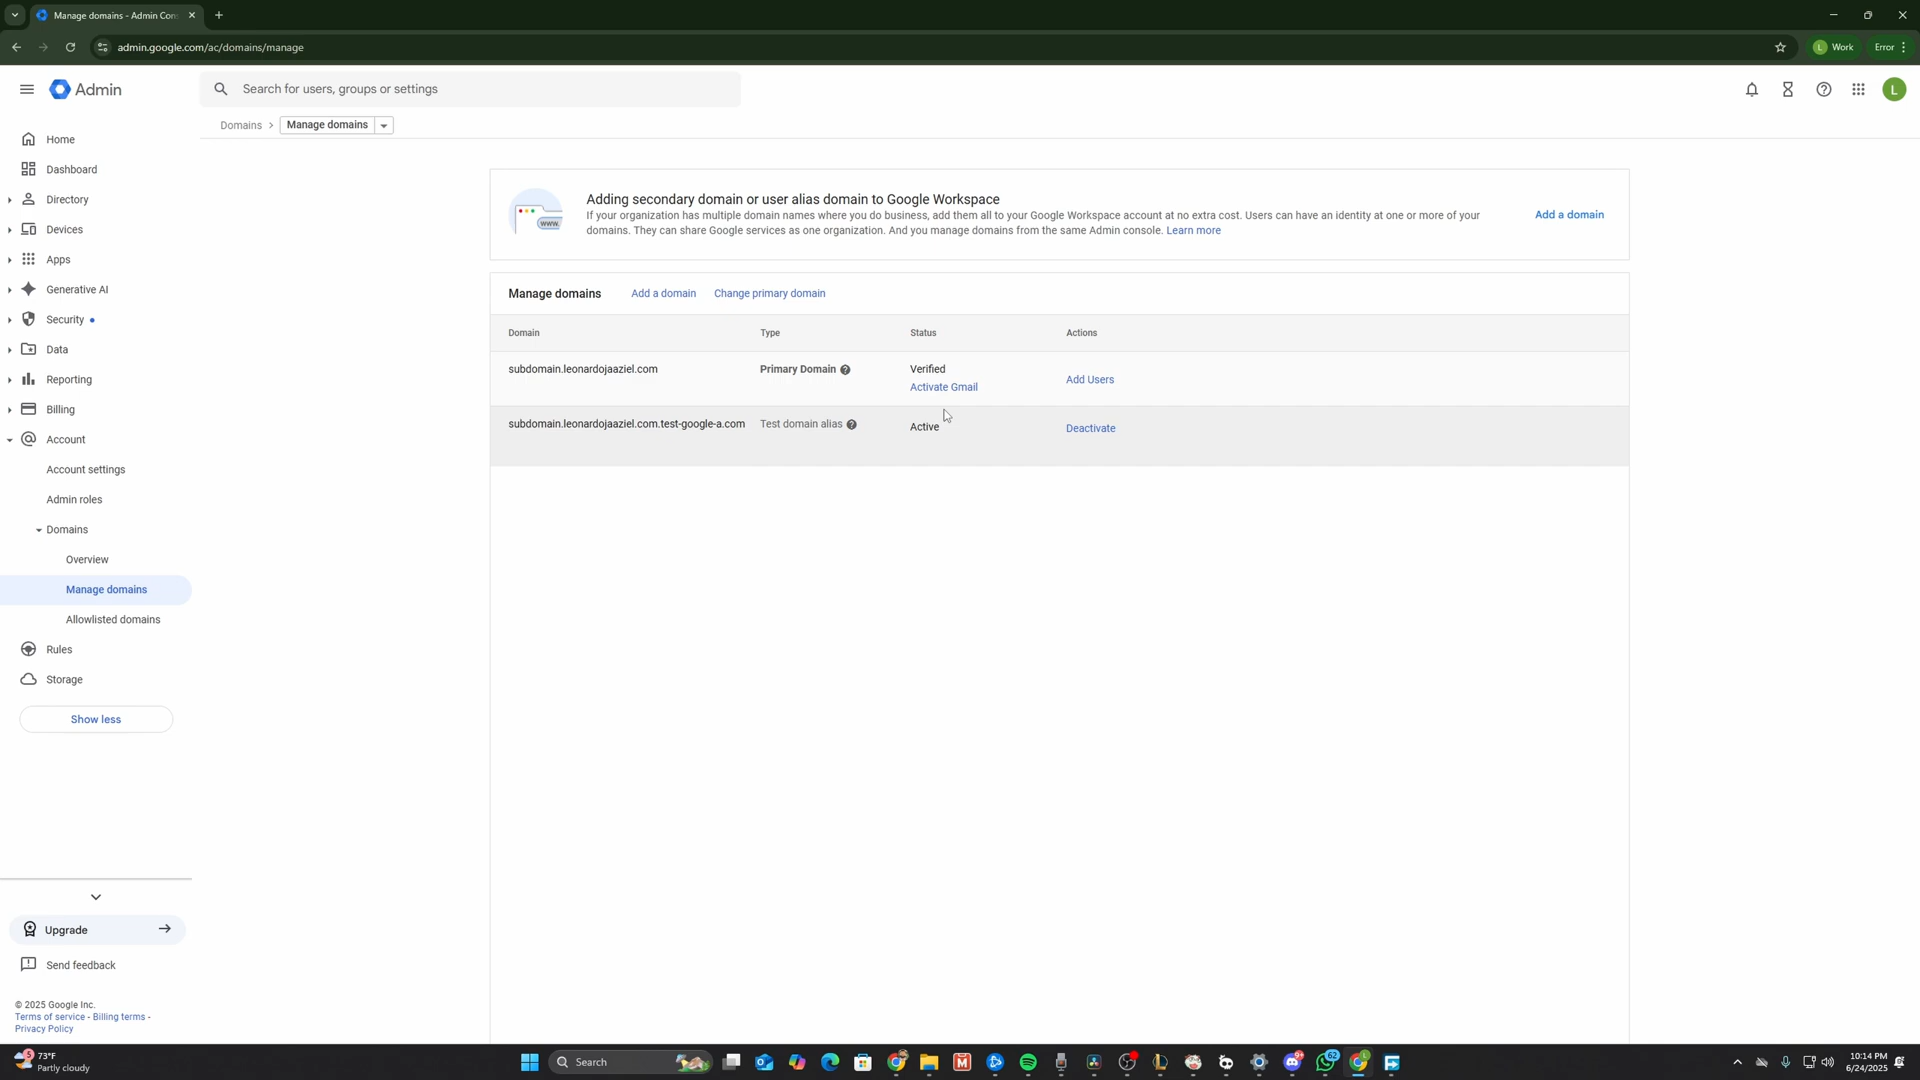 Manage domains - Admin Con
admin.google.com/ac/domains/manage
Work
Error
Admin
Search for users, groups or settings
L
Domains
Manage domains
Home
Dashboard
Directory
Devices
Apps
Generative AI
Security
Data
Reporting
Billing
Account
Account settings
Admin roles
Domains
Overview
Manage domains
Allowlisted domains
Rules
Storage
Show less
Upgrade
Send feedback
© 2025 Google Inc.
Terms of service - Billing terms -
Privacy Policy
www.
Adding secondary domain or user alias domain to Google Workspace
If your organization has multiple domain names where you do business, add them all to your Google Workspace account at no extra cost. Users can have an identity at one or more of your
domains. They can share Google services as one organization. And you manage domains from the same Admin console. Learn more
Add a domain
Manage domains Add a domain Change primary domain
Domain Type Status Actions
subdomain.leonardojaaziel.com Primary Domain Verified
Activate Gmail
Add Users
subdomain.leonardojaaziel.com.test-google-a.com Test domain alias Active Deactivate
73°F
Partly cloudy
Search
62
10:14 PM
6/24/2025